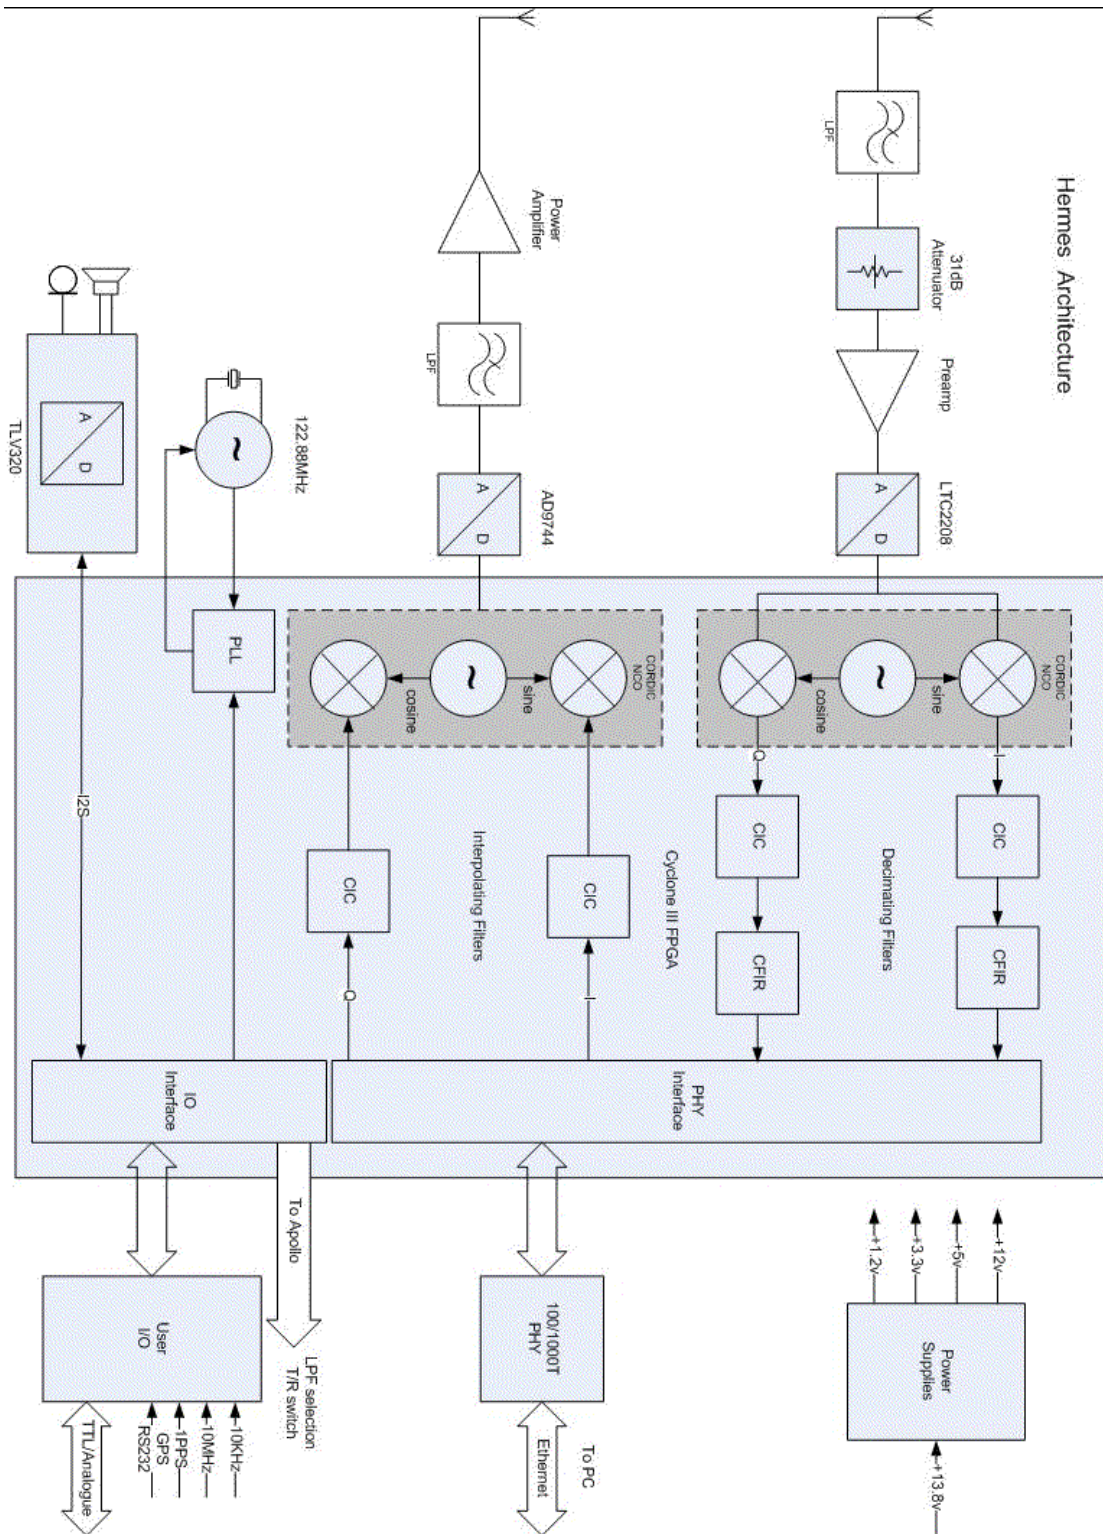 Hermes Architecture
LPF
31dB
Attenuator
Preamp
LTC2208
A
D
CORDIC
NCO
sine
cosine
I
Q
CIC
CFIR
CIC
CFIR
Decimating Filters
Cyclone III FPGA
PHY
Interface
+12v
+5v
+3.3v
+1.2v
Power
Supplies
+13.8v
Power
Amplifier
LPF
AD9744
A
D
CORDIC
NCO
sine
cosine
CIC
CIC
Interpolating Filters
I
Q
100/1000T
PHY
To PC
Ethernet
122.88MHz
PLL
TLV320
A
D
I2S
IO
Interface
To Apollo
LPF selection
T/R switch
User
I/O
10KHz
10MHz
1PPS
GPS
RS232
TTL/Analogue